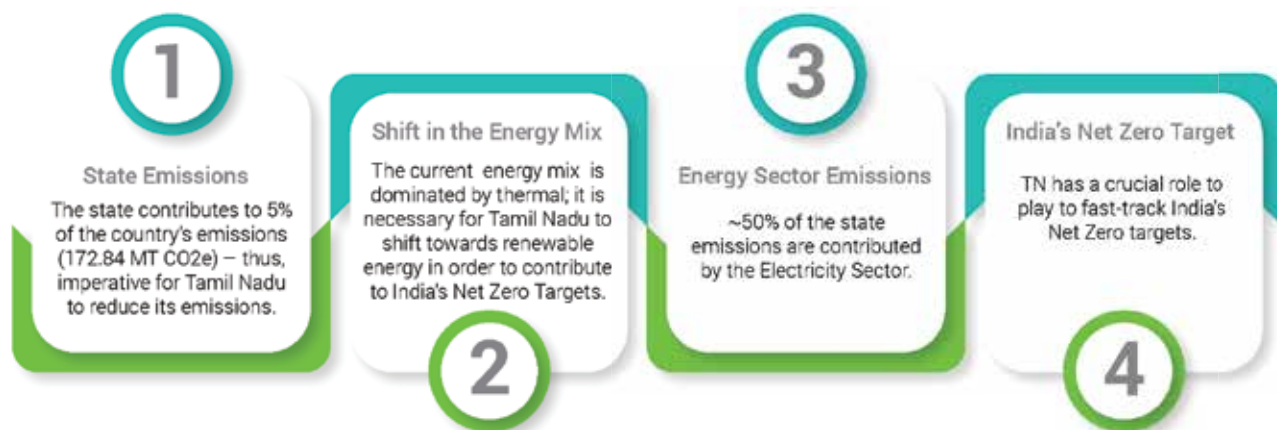 1
State Emissions
The state contributes to 5%
of the country's emissions
(172.84 MT CO2e) – thus,
imperative for Tamil Nadu
to reduce its emissions.
Shift in the Energy Mix
The current energy mix is
dominated by thermal; it is
necessary for Tamil Nadu to
shift towards renewable
energy in order to contribute
to India's Net Zero Targets.
2
3
Energy Sector Emissions
~50% of the state
emissions are contributed
by the Electricity Sector.
India's Net Zero Target
TN has a crucial role to
play to fast-track India's
Net Zero targets.
4